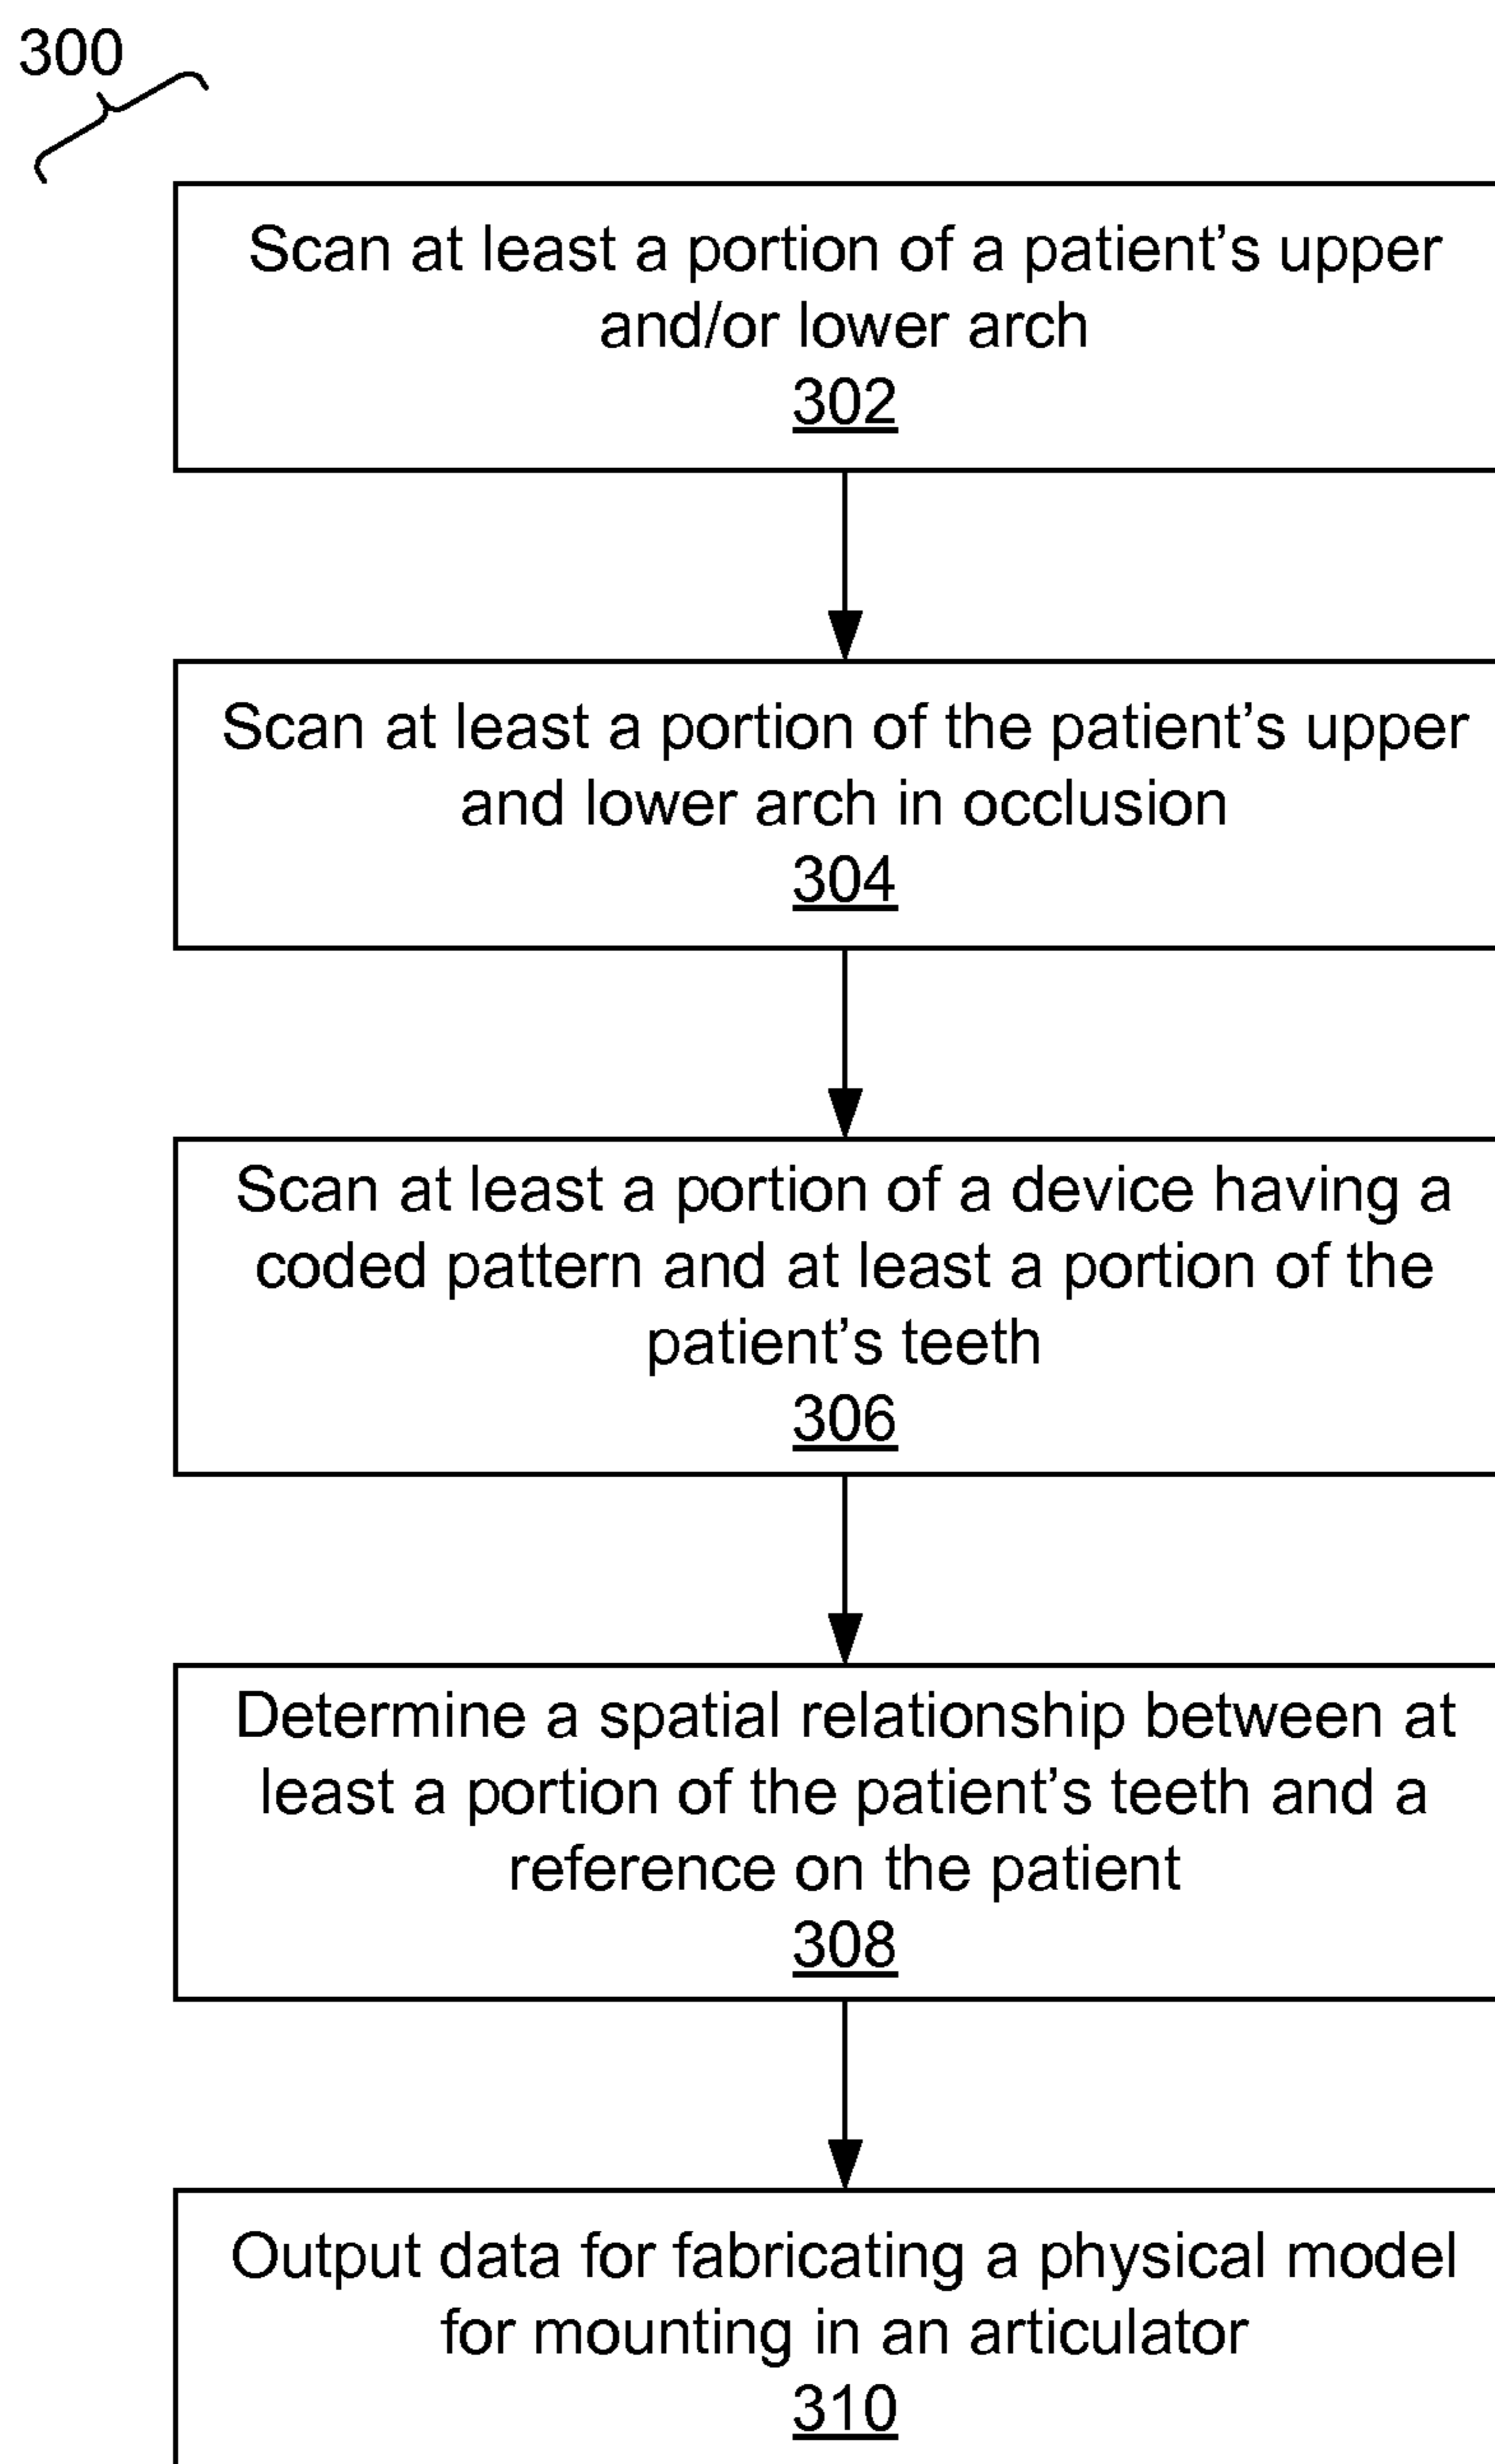 300
Scan at least a portion of a patient’s upper
and/or lower arch
302
Scan at least a portion of the patient’s upper
and lower arch in occlusion
304
Scan at least a portion of a device having a
coded pattern and at least a portion of the
patient’s teeth
306
Determine a spatial relationship between at
least a portion of the patient’s teeth and a
reference on the patient
308
Output data for fabricating a physical model
for mounting in an articulator
310